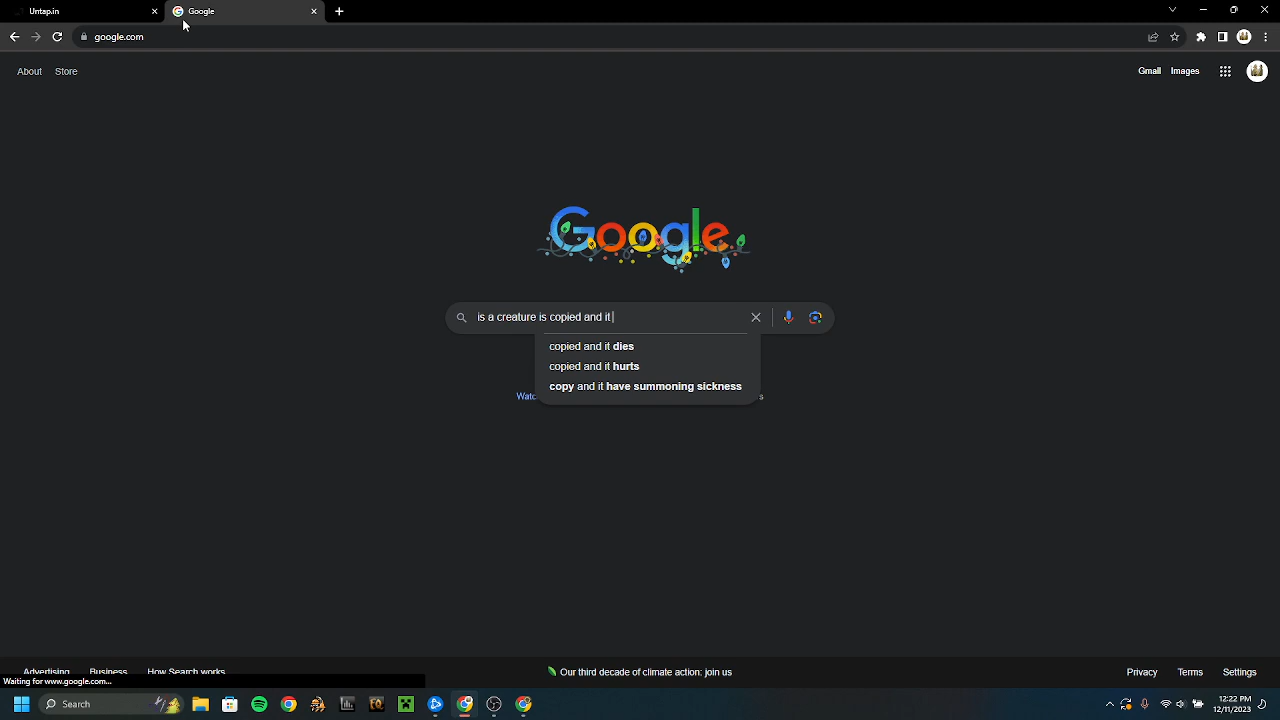 Untap.in
Google
google.com
About Store
Gmail Images
Google
is a creature is copied and it
copied and it dies
copied and it hurts
copy and it have summoning sickness
Advertising Business How Search works
Our third decade of climate action: join us
Privacy Terms Settings
Waiting for www.google.com...
Search
12:22 PM
12/11/2023